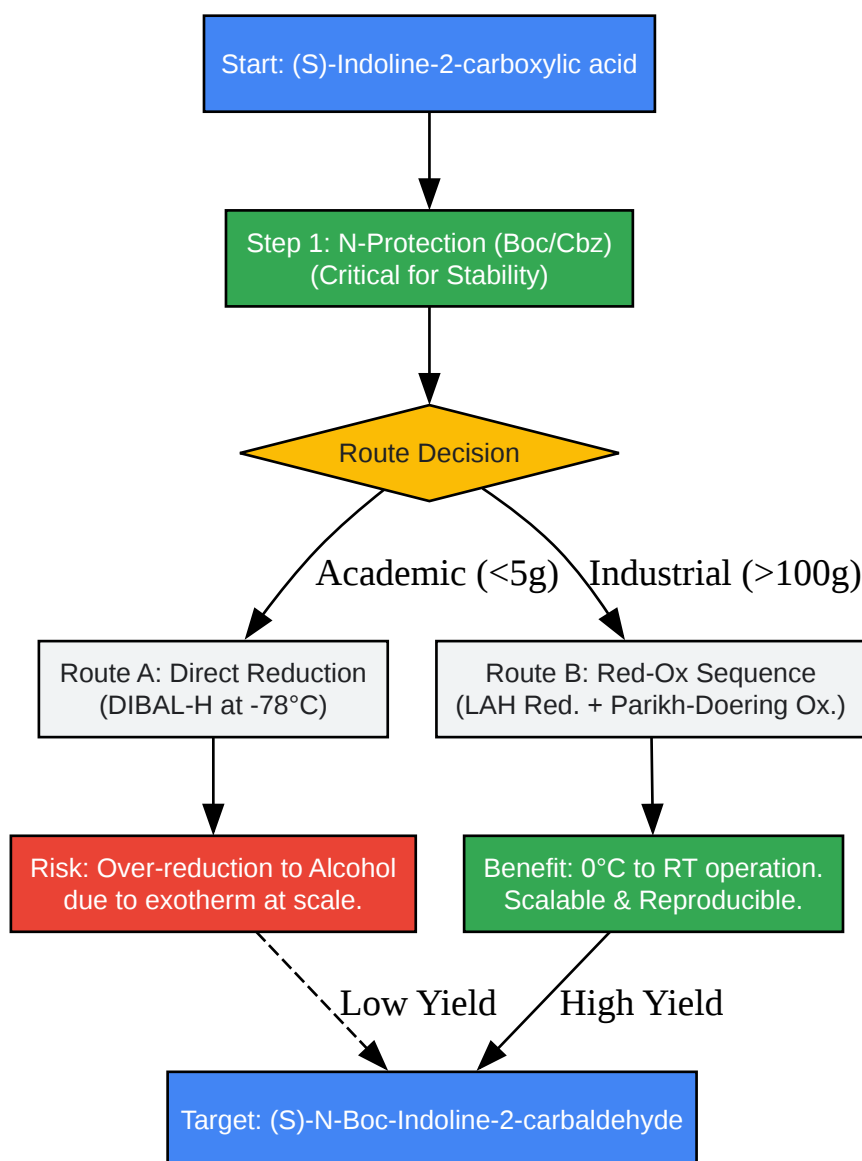 Start: (S)-Indoline-2-carboxylic acid
Step 1: N-Protection (Boc/Cbz)
(Critical for Stability)
Route Decision
Academic (<5g)
Industrial (>100g)
Route A: Direct Reduction
(DIBAL-H at -78°C)
Route B: Red-Ox Sequence
(LAH Red. + Parikh-Doering Ox.)
Risk: Over-reduction to Alcohol
due to exotherm at scale.
Benefit: 0°C to RT operation.
Scalable & Reproducible.
Low Yield
High Yield
Target: (S)-N-Boc-Indoline-2-carbaldehyde